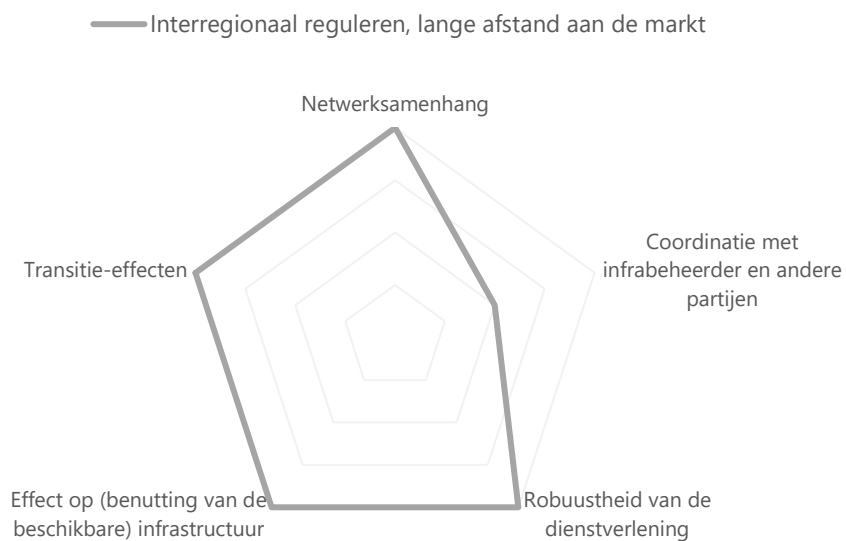 Interregionaal reguleren, lange afstand aan de markt
Netwerksamenhang
Coordinatie met
infrabeheerder en andere
partijen
Transitie-effecten
Effect op (benutting van de
beschikbare) infrastructuur
Robuustheid van de
dienstverlening